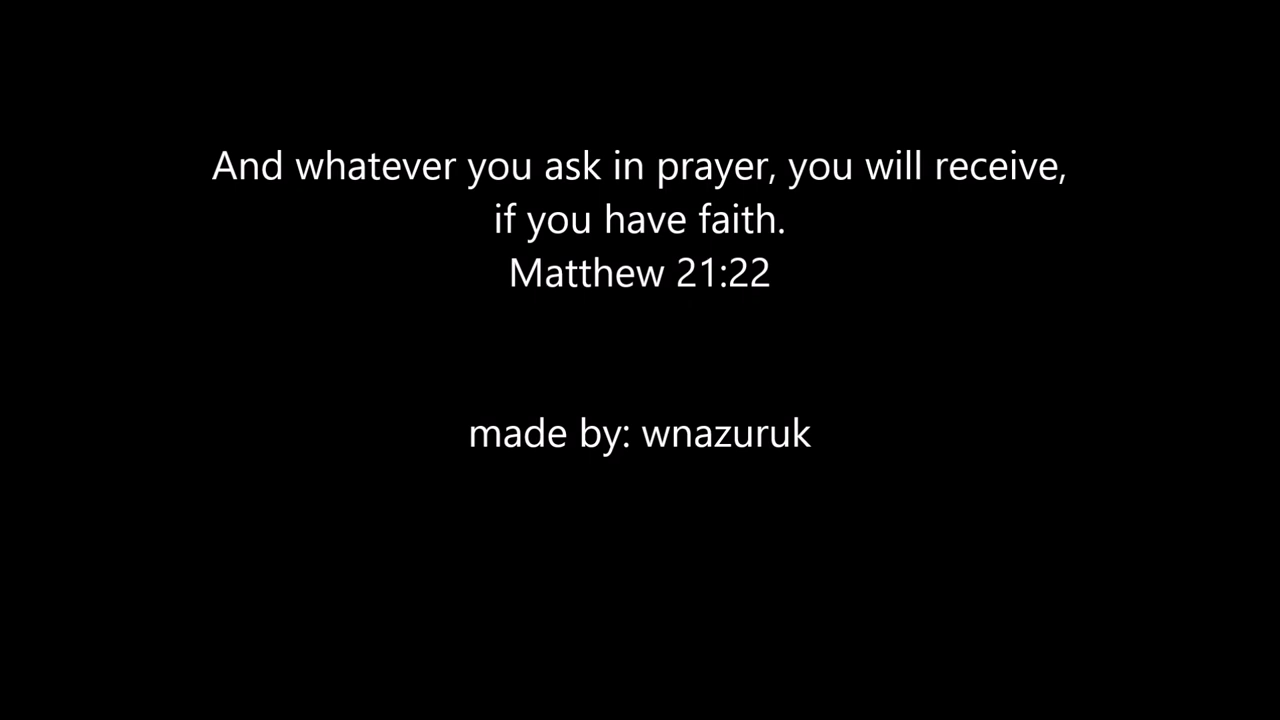 And whatever you ask in prayer, you will receive,
if you have faith.
Matthew 21:22
made by: wnazuruk